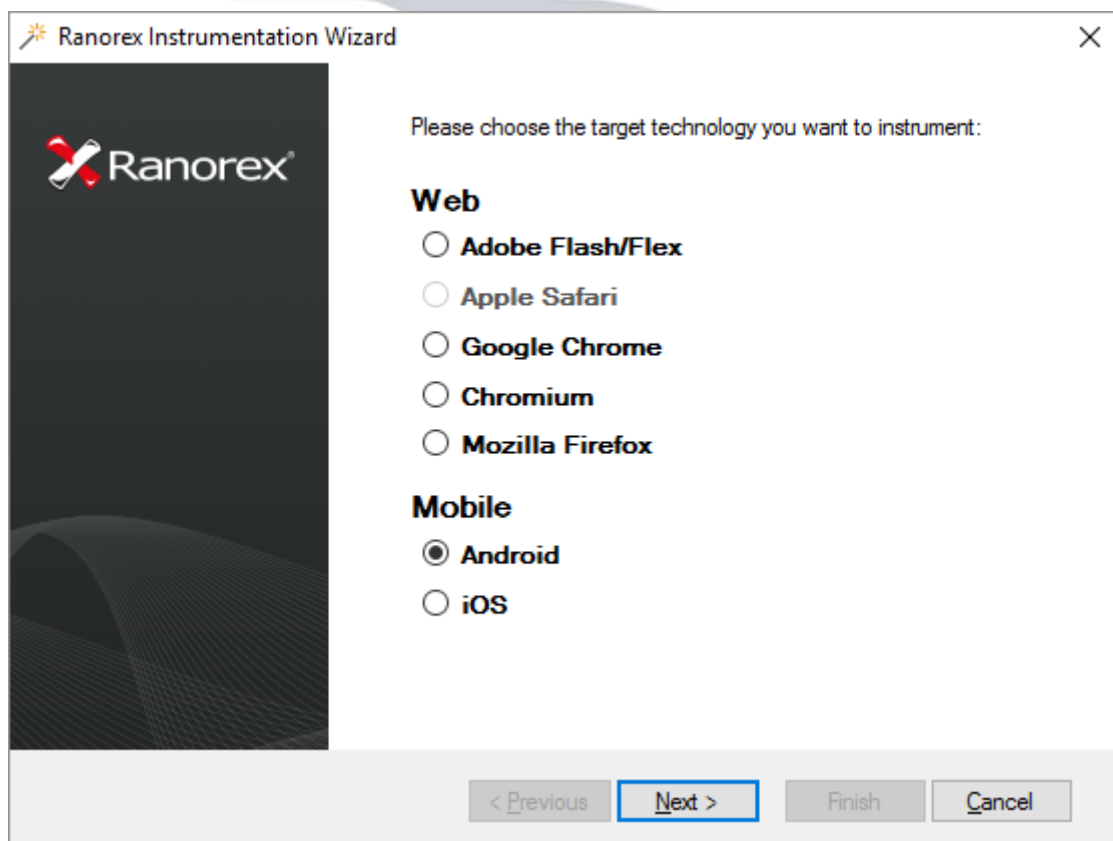 Ranorex Instrumentation Wizard
Ranorex®
Please choose the target technology you want to instrument:
Web
Adobe Flash/Flex
Apple Safari
Google Chrome
Chromium
Mozilla Firefox
Mobile
Android
iOS
< Previous
Next >
Finish
Cancel